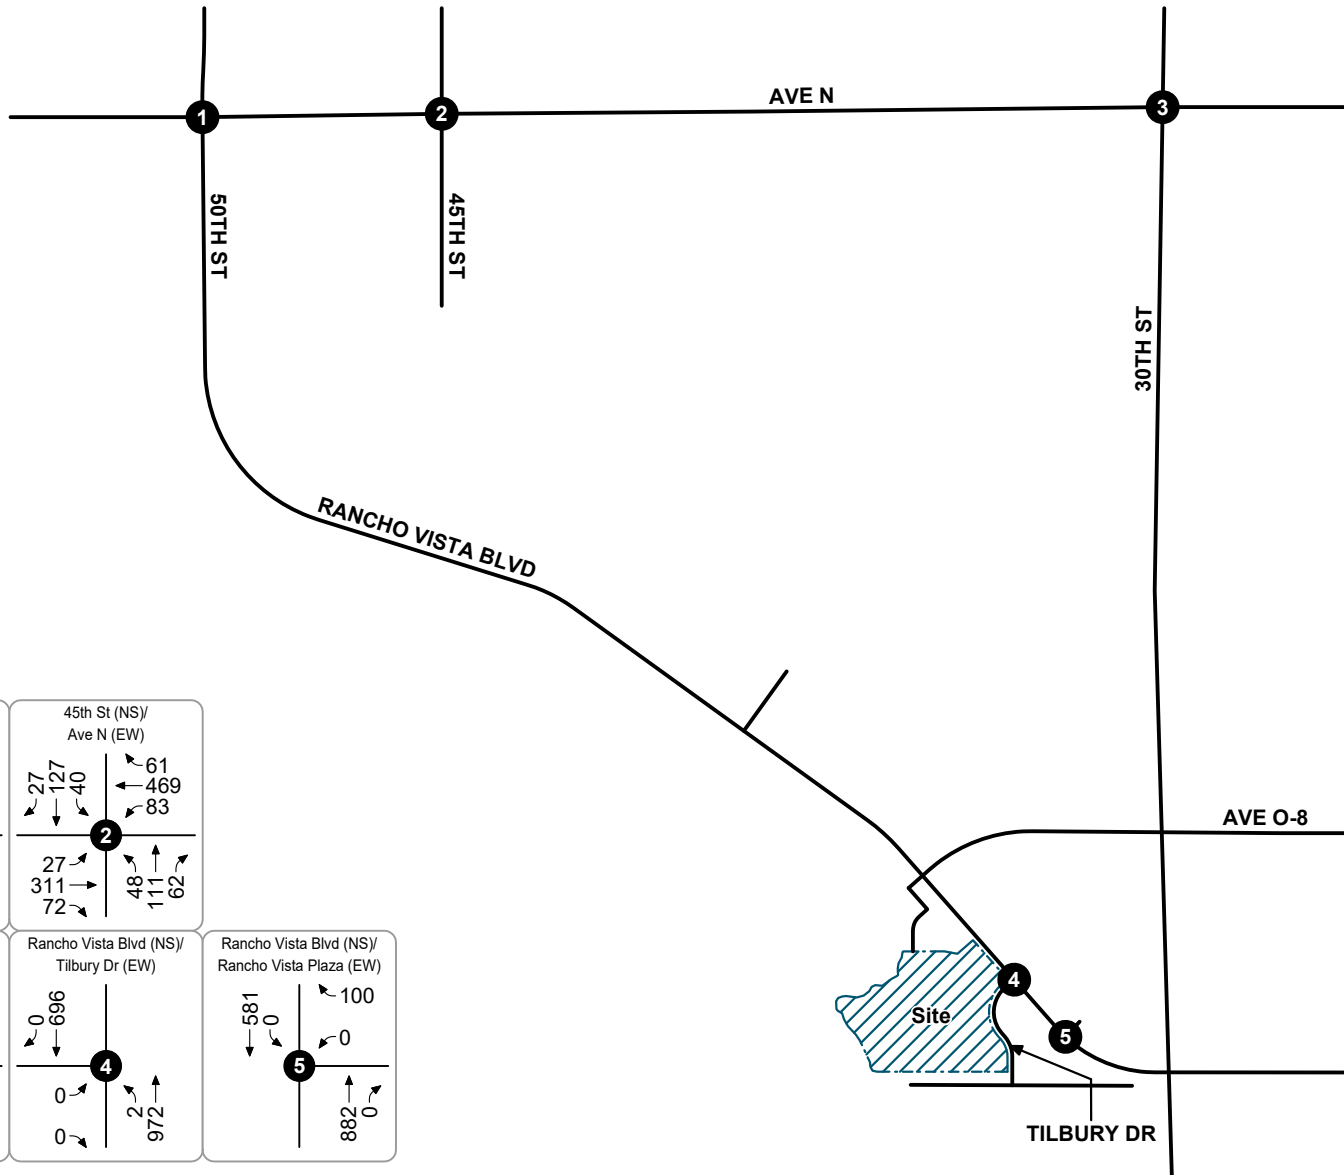 AVE N
1
2
3
50TH ST
45TH ST
30TH ST
RANCHO VISTA BLVD
AVE O-8
4
Site
5
TILBURY DR
45th St (NS)/
Ave N (EW)
27
127
40
61
469
83
2
27
311
72
48
111
62
Rancho Vista Blvd (NS)/
Tilbury Dr (EW)
0
696
4
0
0
2
972
Rancho Vista Blvd (NS)/
Rancho Vista Plaza (EW)
581
0
100
0
5
882
0